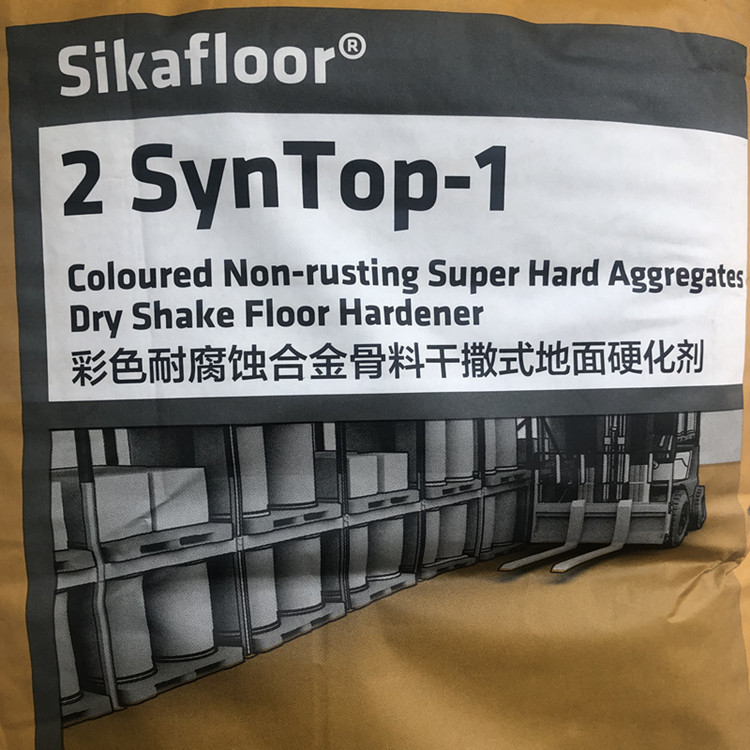 Sikafloor®
2 SynTop-1
Coloured Non-rusting Super Hard Aggregates
Dry Shake Floor Hardener
彩色耐腐蚀合金骨料干撒式地面硬化剂